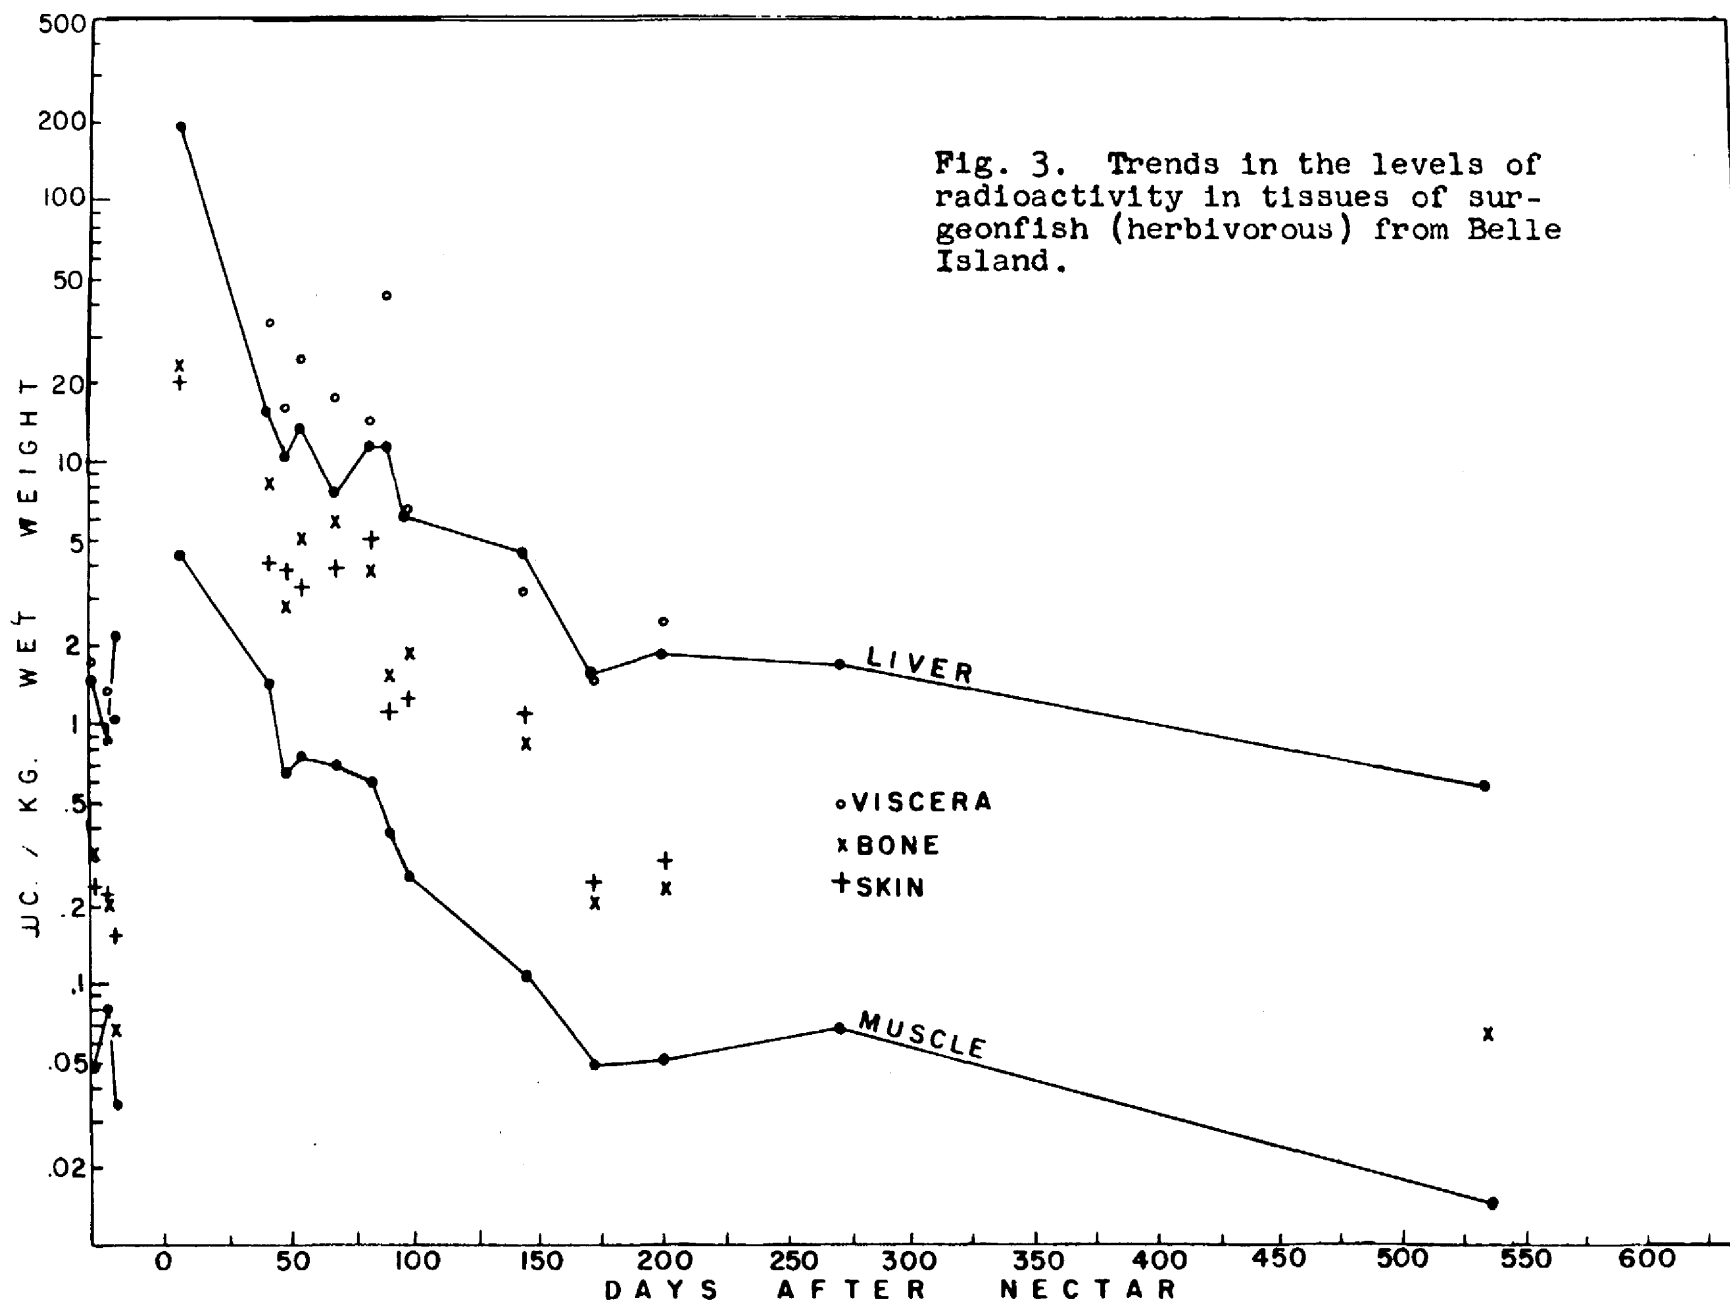 500
200
100
50
20
10
5
2
1
.5
.2
.1
.05
.02
µC. / KG. WET WEIGHT
Fig. 3. Trends in the levels of
radioactivity in tissues of sur-
geonfish (herbivorous) from Belle
Island.
LIVER
o VISCERA
x BONE
+ SKIN
MUSCLE
0 50 100 150 200 250 300 350 400 450 500 550 600
DAYS AFTER NECTAR